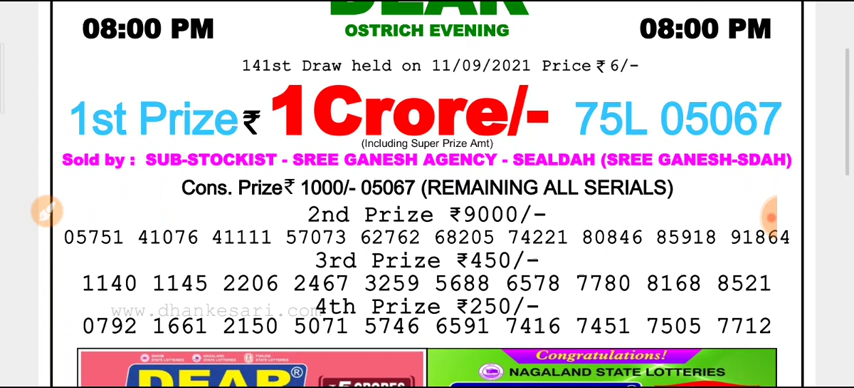 DEAR
08:00 PM OSTRICH EVENING 08:00 PM
141st Draw held on 11/09/2021 Price ₹ 6/-
1st Prize ₹ 1Crore/- 75L 05067
(Including Super Prize Amt)
Sold by : SUB-STOCKIST - SREE GANESH AGENCY - SEALDAH (SREE GANESH-SDAH)
Cons. Prize ₹ 1000/- 05067 (REMAINING ALL SERIALS)
2nd Prize ₹9000/-
05751 41076 41111 57073 62762 68205 74221 80846 85918 91864
3rd Prize ₹450/-
1140 1145 2206 2467 3259 5688 6578 7780 8168 8521
www.dhankesari.com
4th Prize ₹250/-
0792 1661 2150 5071 5746 6591 7416 7451 7505 7712
Congratulations!
NAGALAND STATE LOTTERIES
DEAR
₹5 CRORES